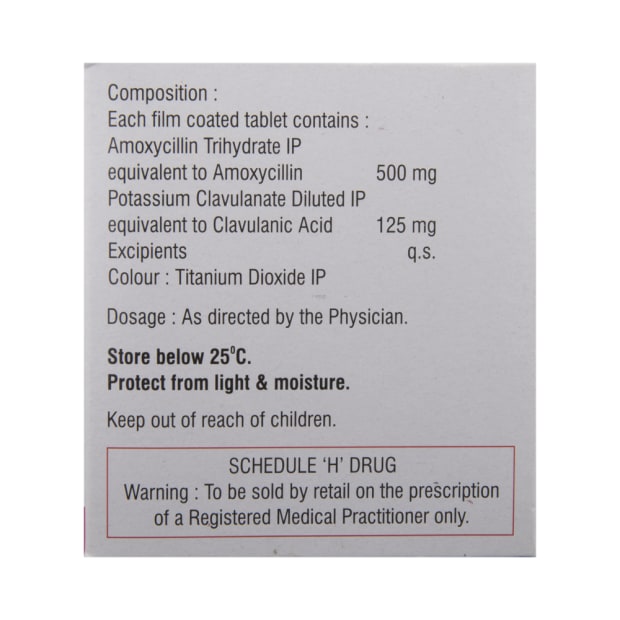 Composition :
Each film coated tablet contains :
Amoxycillin Trihydrate IP
equivalent to Amoxycillin 500 mg
Potassium Clavulanate Diluted IP
equivalent to Clavulanic Acid 125 mg
Excipients q.s.
Colour : Titanium Dioxide IP
Dosage : As directed by the Physician.
Store below 25⁰C.
Protect from light & moisture.
Keep out of reach of children.
SCHEDULE ‘H’ DRUG
Warning : To be sold by retail on the prescription
of a Registered Medical Practitioner only.